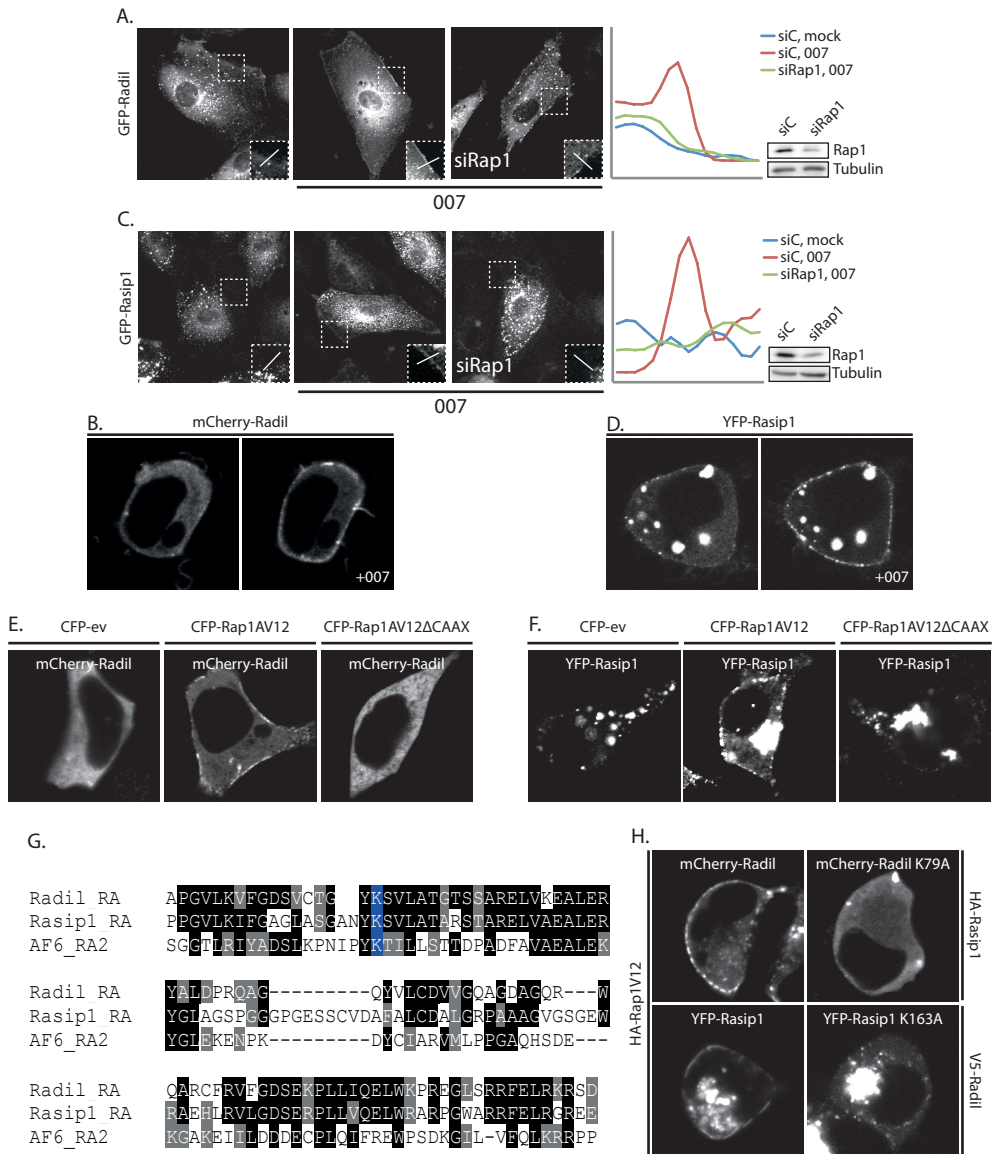 A.
GFP-Radil
siRap1
007
siC, mock
siC, 007
siRap1, 007
siC
siRap1
Rap1
Tubulin
C.
GFP-Rasip1
siRap1
007
siC, mock
siC, 007
siRap1, 007
siC
siRap1
Rap1
Tubulin
B.
mCherry-Radil
+007
D.
YFP-Rasip1
+007
E.
CFP-ev
CFP-Rap1AV12
CFP-Rap1AV12ΔCAAX
mCherry-Radil
mCherry-Radil
mCherry-Radil
F.
CFP-ev
CFP-Rap1AV12
CFP-Rap1AV12ΔCAAX
YFP-Rasip1
YFP-Rasip1
YFP-Rasip1
G.
Radil_RA APGVLKVFGDSVCTG YKSVLATGTSSARELVKEALER
Rasip1_RA PPGVLKIFGAGLASGANYKSVLATARSTARELVAEALER
AF6_RA2 SGGTLRIYADSLKPNIPYKTILLSTTDPADFAVAEALEK
Radil_RA YALDPRQAG---------QYVLCDVVGQAGDAGQR---W
Rasip1_RA YGLAGSPGGGPGESSCVDAFALCDALGRPAAAGVGSGEW
AF6_RA2 YGLEKENPK---------DYCIARVMLPPGAQHSDE---
Radil_RA QARCFRVFGDSEKPLLIQELWKPREGLSRRFELRKRSD
Rasip1_RA RAEHLRVLGDSERPLLVQELWRARPGWARRFELRGREE
AF6_RA2 KGAKEIILDDDECPLQIFREWPSDKGIL-VFQLKRRPP
H.
HA-Rap1V12
mCherry-Radil
mCherry-Radil K79A
HA-Rasip1
YFP-Rasip1
YFP-Rasip1 K163A
V5-Radil